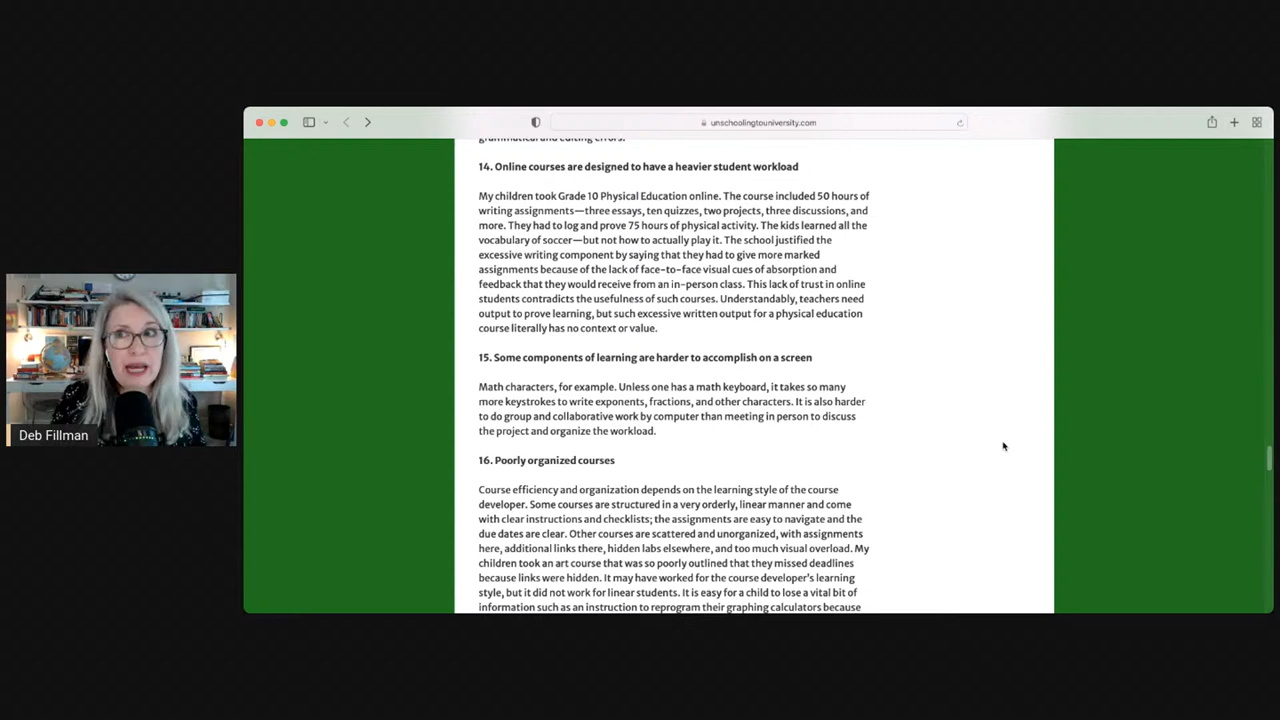 unschoolingtouniversity.com
grammatical and editing errors.
14. Online courses are designed to have a heavier student workload
My children took Grade 10 Physical Education online. The course included 50 hours of
writing assignments—three essays, ten quizzes, two projects, three discussions, and
more. They had to log and prove 75 hours of physical activity. The kids learned all the
vocabulary of soccer—but not how to actually play it. The school justified the
excessive writing component by saying that they had to give more marked
assignments because of the lack of face-to-face visual cues of absorption and
feedback that they would receive from an in-person class. This lack of trust in online
students contradicts the usefulness of such courses. Understandably, teachers need
output to prove learning, but such excessive written output for a physical education
course literally has no context or value.
15. Some components of learning are harder to accomplish on a screen
Math characters, for example. Unless one has a math keyboard, it takes so many
more keystrokes to write exponents, fractions, and other characters. It is also harder
to do group and collaborative work by computer than meeting in person to discuss
the project and organize the workload.
16. Poorly organized courses
Course efficiency and organization depends on the learning style of the course
developer. Some courses are structured in a very orderly, linear manner and come
with clear instructions and checklists; the assignments are easy to navigate and the
due dates are clear. Other courses are scattered and unorganized, with assignments
here, additional links there, hidden labs elsewhere, and too much visual overload. My
children took an art course that was so poorly outlined that they missed deadlines
because links were hidden. It may have worked for the course developer's learning
style, but it did not work for linear students. It is easy for a child to lose a vital bit of
information such as an instruction to reprogram their graphing calculators because
Deb Fillman